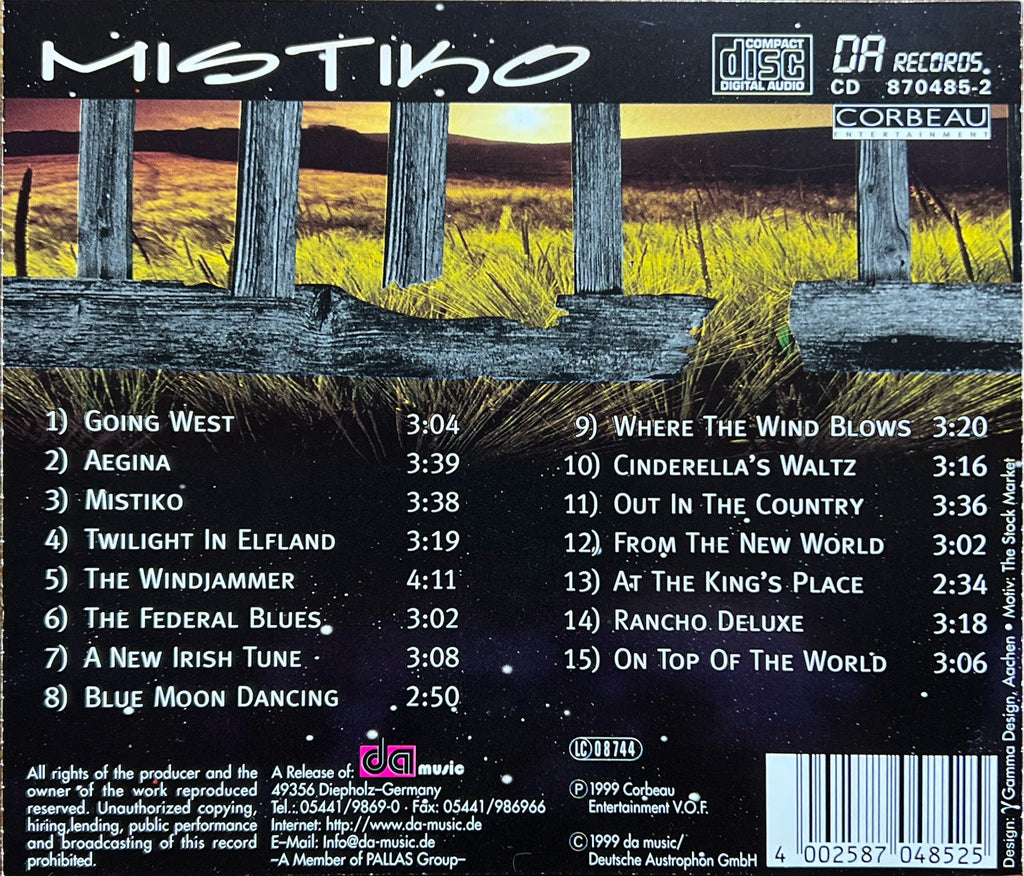 MISTIKO
COMPACT
disc
DIGITAL AUDIO
DA RECORDS.
CD 870485-2
CORBEAU
ENTERTAINMENT
1) GOING WEST 3:04
2) AEGINA 3:39
3) MISTIKO 3:38
4) TWILIGHT IN ELFLAND 3:19
5) THE WINDJAMMER 4:11
6) THE FEDERAL BLUES 3:02
7) A NEW IRISH TUNE 3:08
8) BLUE MOON DANCING 2:50
9) WHERE THE WIND BLOWS 3:20
10) CINDERELLA'S WALTZ 3:16
11) OUT IN THE COUNTRY 3:36
12) FROM THE NEW WORLD 3:02
13) AT THE KING'S PLACE 2:34
14) RANCHO DELUXE 3:18
15) ON TOP OF THE WORLD 3:06
All rights of the producer and the
owner of the work reproduced
reserved. Unauthorized copying,
hiring,lending, public performance
and broadcasting of this record
prohibited.
A Release of: da music
49356 Diepholz–Germany
Tel.: 05441/9869-0 · Fax: 05441/986966
Internet: http://www.da-music.de
E–Mail: Info@da-music.de
–A Member of PALLAS Group–
LC 08744
Ⓟ 1999 Corbeau
Entertainment V.O.F.
© 1999 da music/
Deutsche Austrophon GmbH
4 002587 048525
Design: γ Gamma Design, Aachen • Motiv: The Stock Market